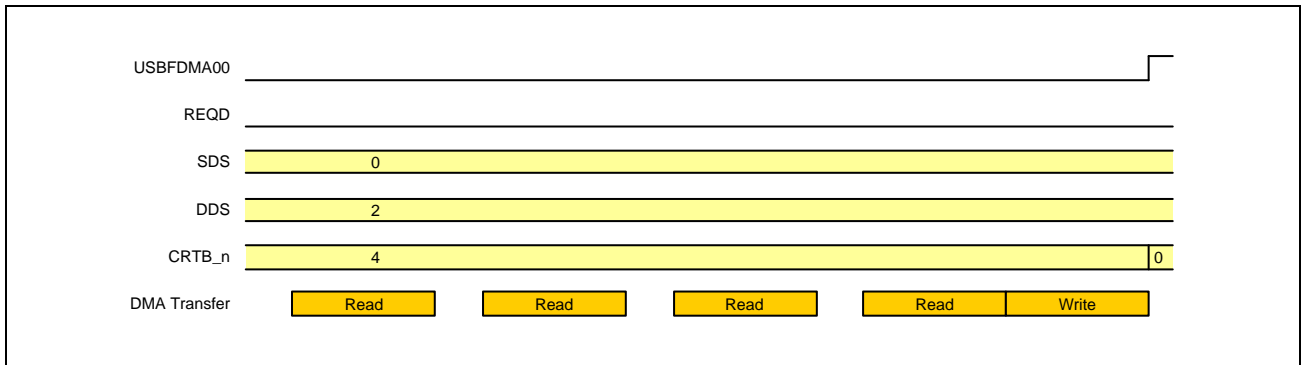 USBFDMA00
REQD
SDS 0
DDS 2
CRTB_n 4 0
DMA Transfer Read Read Read Read Write